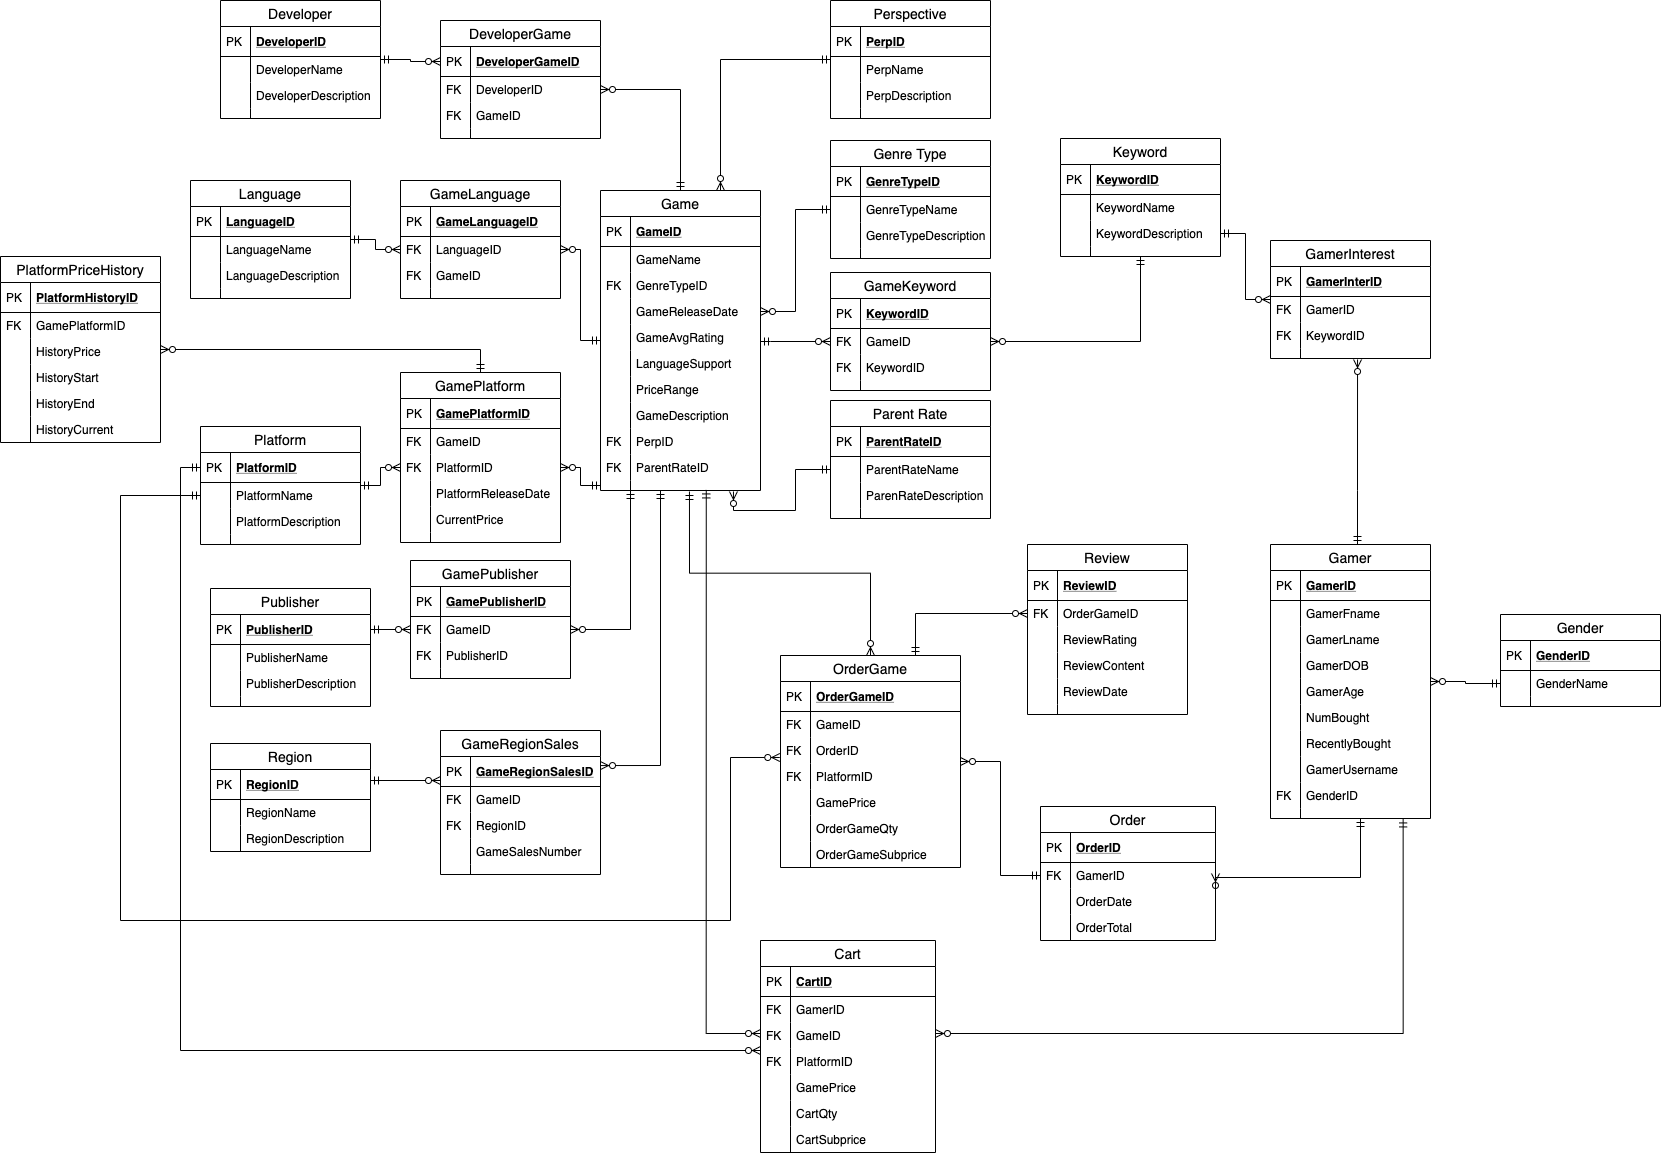 Developer
PK DeveloperID
DeveloperName
DeveloperDescription
DeveloperGame
PK DeveloperGameID
FK DeveloperID
FK GameID
Perspective
PK PerpID
PerpName
PerpDescription
Genre Type
PK GenreTypeID
GenreTypeName
GenreTypeDescription
Keyword
PK KeywordID
KeywordName
KeywordDescription
Language
PK LanguageID
LanguageName
LanguageDescription
GameLanguage
PK GameLanguageID
FK LanguageID
FK GameID
Game
PK GameID
GameName
FK GenreTypeID
GameReleaseDate
GameAvgRating
LanguageSupport
PriceRange
GameDescription
FK PerpID
FK ParentRateID
GamerInterest
PK GamerInterID
FK GamerID
FK KeywordID
PlatformPriceHistory
PK PlatformHistoryID
FK GamePlatformID
HistoryPrice
HistoryStart
HistoryEnd
HistoryCurrent
GameKeyword
PK KeywordID
FK GameID
FK KeywordID
GamePlatform
PK GamePlatformID
FK GameID
FK PlatformID
PlatformReleaseDate
CurrentPrice
Parent Rate
PK ParentRateID
ParentRateName
ParenRateDescription
Platform
PK PlatformID
PlatformName
PlatformDescription
GamePublisher
PK GamePublisherID
FK GameID
FK PublisherID
Publisher
PK PublisherID
PublisherName
PublisherDescription
Review
PK ReviewID
FK OrderGameID
ReviewRating
ReviewContent
ReviewDate
Gamer
PK GamerID
GamerFname
GamerLname
GamerDOB
GamerAge
NumBought
RecentlyBought
GamerUsername
FK GenderID
Gender
PK GenderID
GenderName
OrderGame
PK OrderGameID
FK GameID
FK OrderID
FK PlatformID
GamePrice
OrderGameQty
OrderGameSubprice
Region
PK RegionID
RegionName
RegionDescription
GameRegionSales
PK GameRegionSalesID
FK GameID
FK RegionID
GameSalesNumber
Order
PK OrderID
FK GamerID
OrderDate
OrderTotal
Cart
PK CartID
FK GamerID
FK GameID
FK PlatformID
GamePrice
CartQty
CartSubprice